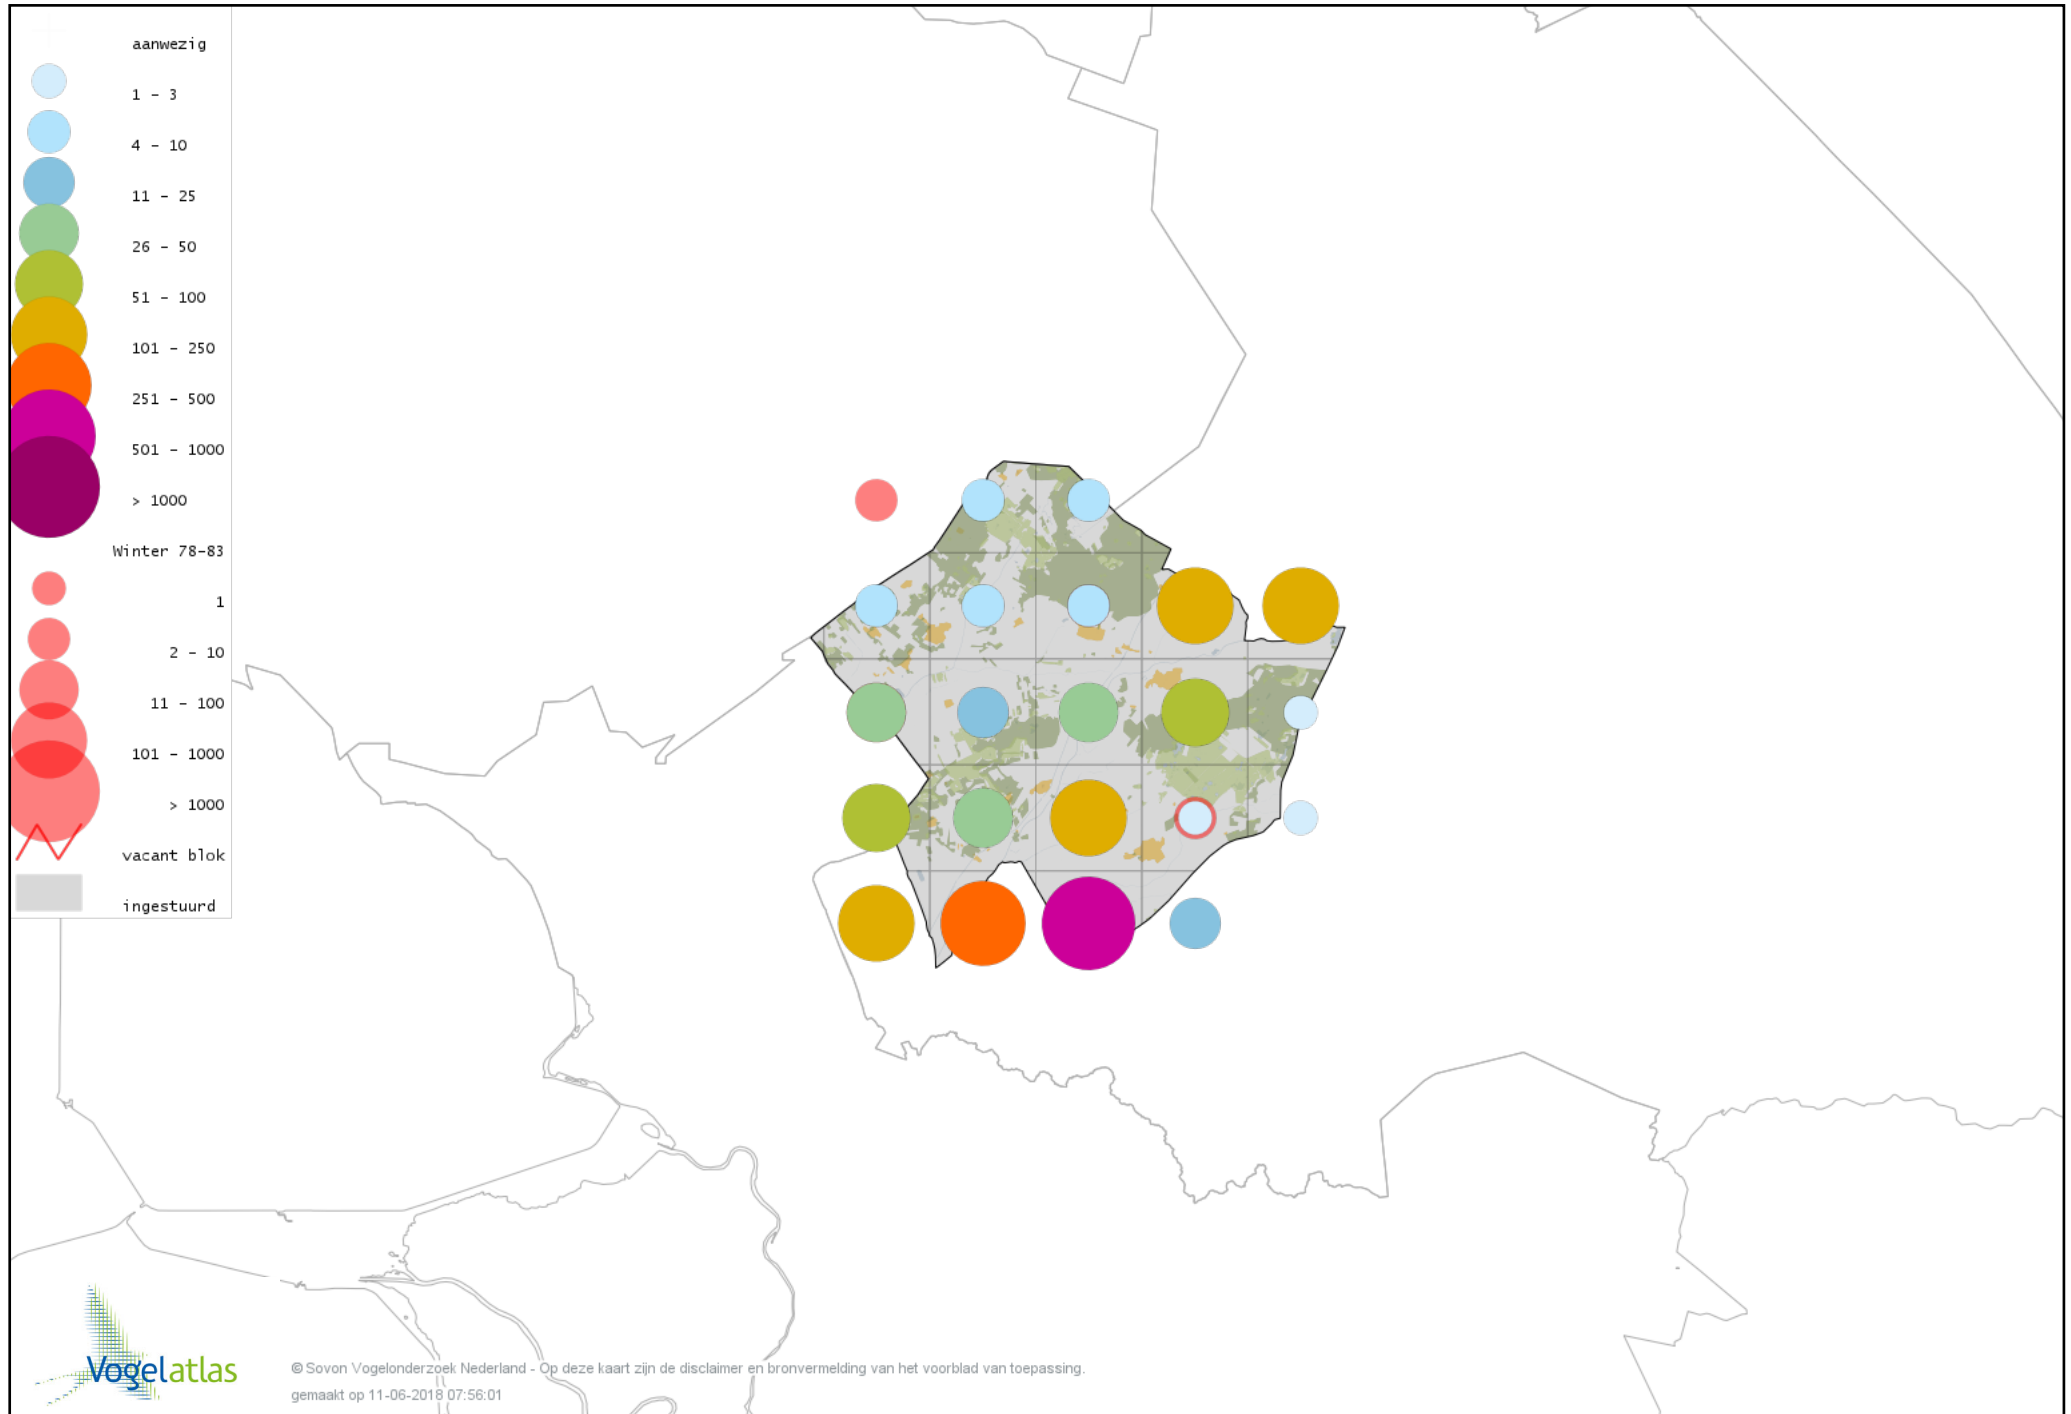 aanwezig
1 – 3
4 – 10
11 – 25
26 – 50
51 – 100
101 – 250
251 – 500
501 – 1000
> 1000
Winter 78-83
1
2 – 10
11 – 100
101 – 1000
> 1000
vacant blok
ingestuurd
Vogelatlas
© Sovon Vogelonderzoek Nederland - Op deze kaart zijn de disclaimer en bronvermelding van het voorblad van toepassing.
gemaakt op 11-06-2018 07:56:01